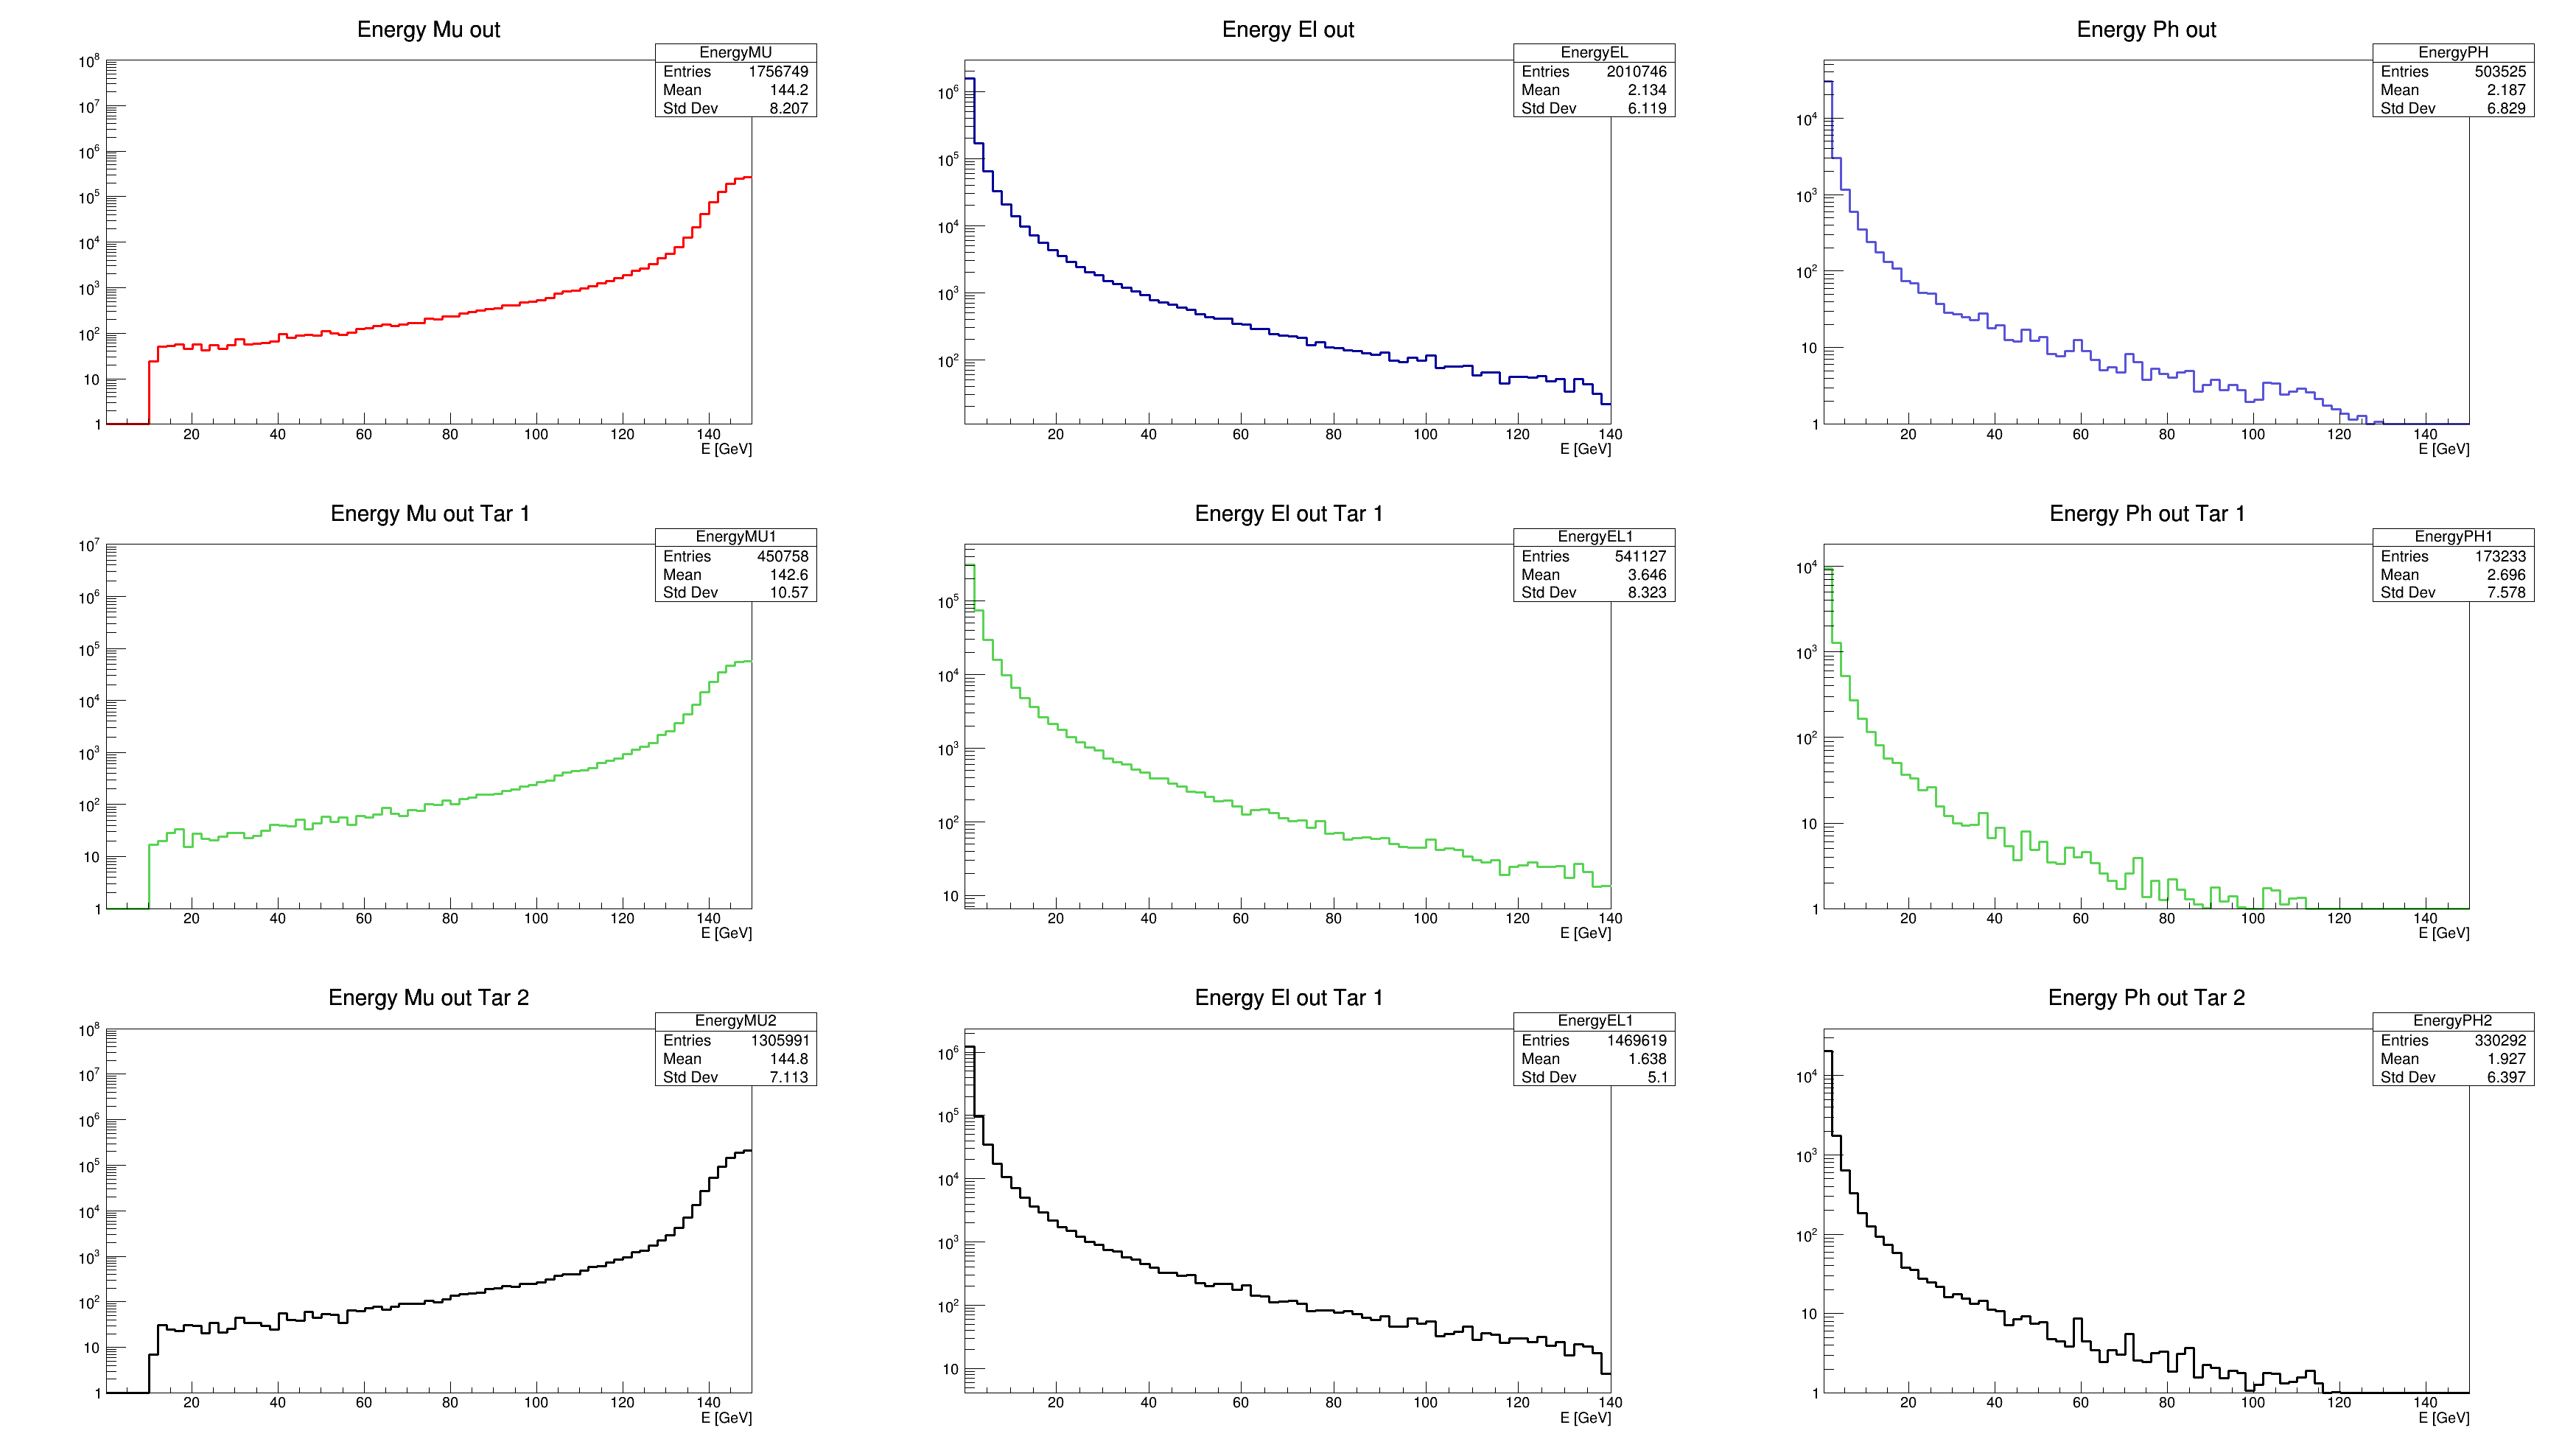 Energy Mu out
EnergyMU
Entries 1756749
Mean 144.2
Std Dev 8.207
10^8
10^7
10^6
10^5
10^4
10^3
10^2
10
1
20 40 60 80 100 120 140
E [GeV]
Energy El out
EnergyEL
Entries 2010746
Mean 2.134
Std Dev 6.119
10^6
10^5
10^4
10^3
10^2
20 40 60 80 100 120 140
E [GeV]
Energy Ph out
EnergyPH
Entries 503525
Mean 2.187
Std Dev 6.829
10^4
10^3
10^2
10
1
20 40 60 80 100 120 140
E [GeV]
Energy Mu out Tar 1
EnergyMU1
Entries 450758
Mean 142.6
Std Dev 10.57
10^7
10^6
10^5
10^4
10^3
10^2
10
1
20 40 60 80 100 120 140
E [GeV]
Energy El out Tar 1
EnergyEL1
Entries 541127
Mean 3.646
Std Dev 8.323
10^5
10^4
10^3
10^2
10
20 40 60 80 100 120 140
E [GeV]
Energy Ph out Tar 1
EnergyPH1
Entries 173233
Mean 2.696
Std Dev 7.578
10^4
10^3
10^2
10
1
20 40 60 80 100 120 140
E [GeV]
Energy Mu out Tar 2
EnergyMU2
Entries 1305991
Mean 144.8
Std Dev 7.113
10^8
10^7
10^6
10^5
10^4
10^3
10^2
10
1
20 40 60 80 100 120 140
E [GeV]
Energy El out Tar 1
EnergyEL1
Entries 1469619
Mean 1.638
Std Dev 5.1
10^6
10^5
10^4
10^3
10^2
10
20 40 60 80 100 120 140
E [GeV]
Energy Ph out Tar 2
EnergyPH2
Entries 330292
Mean 1.927
Std Dev 6.397
10^4
10^3
10^2
10
1
20 40 60 80 100 120 140
E [GeV]